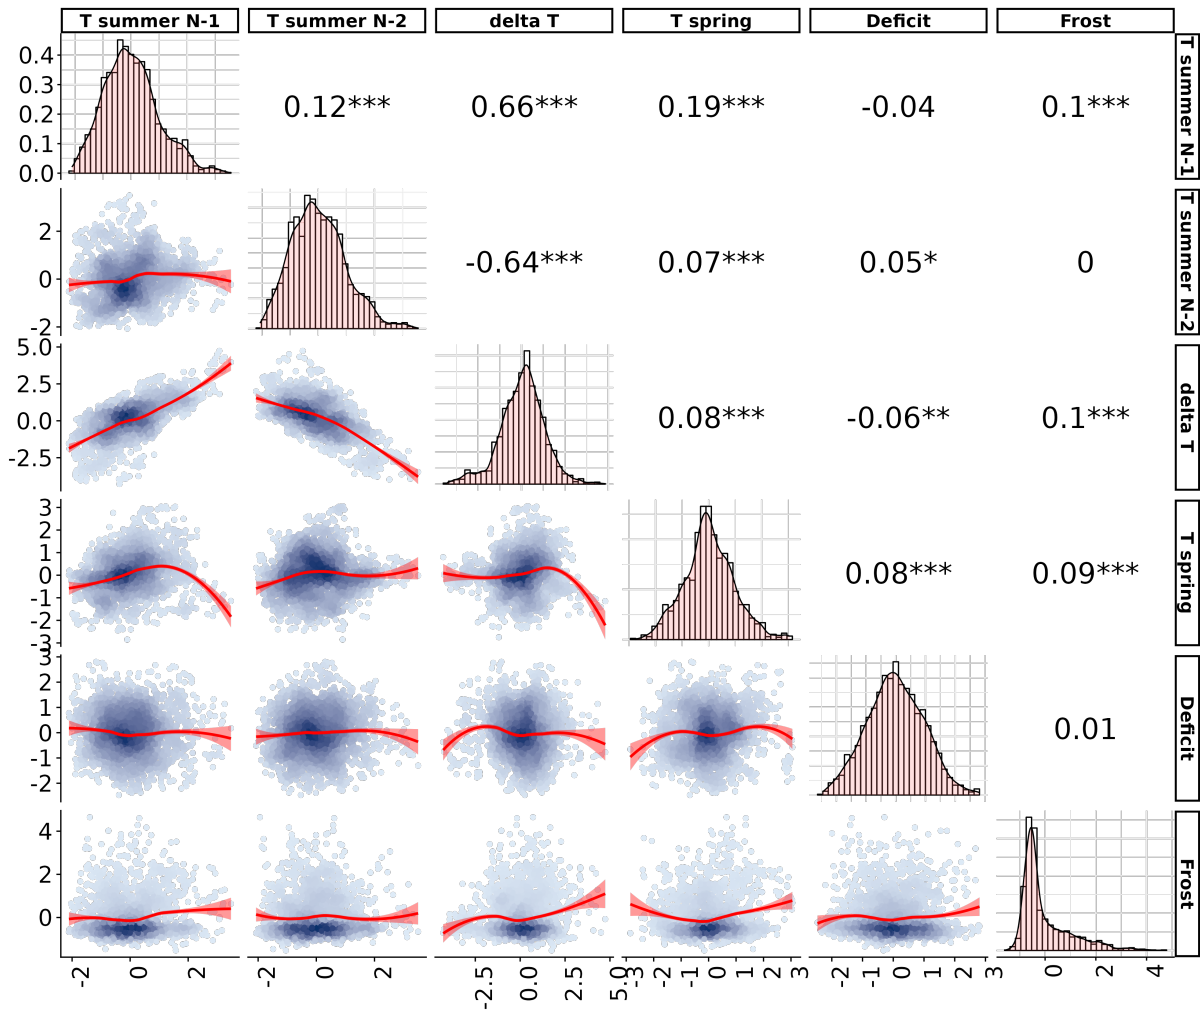 T summer N-1 T summer N-2 delta T T spring Deficit Frost
0.4
0.3
0.2
0.1
0.0
0.12*** 0.66*** 0.19*** -0.04 0.1***
T summer N-1
2
0
-2
-0.64*** 0.07*** 0.05* 0
T summer N-2
5.0
2.5
0.0
-2.5
0.08*** -0.06** 0.1***
delta T
3
2
1
0
-1
-2
-3
0.08*** 0.09***
T spring
3
2
1
0
-1
-2
0.01
Deficit
4
2
0
Frost
-2 0 2 -2 0 2 -2.5 0.0 2.5 5.0 -3 -2 -1 0 1 2 3 -2 -1 0 1 2 3 0 2 4